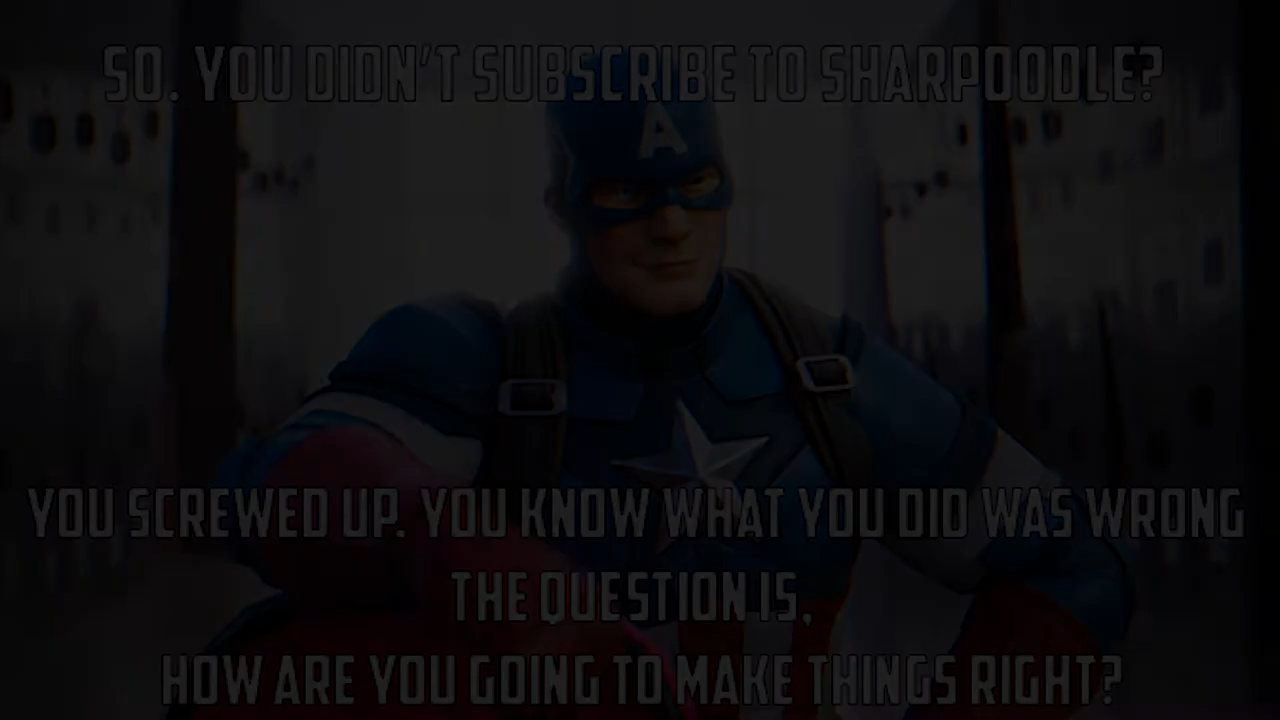 SO. YOU DIDN'T SUBSCRIBE TO SHARPOODLE?
A
YOU SCREWED UP. YOU KNOW WHAT YOU DID WAS WRONG
THE QUESTION IS,
HOW ARE YOU GOING TO MAKE THINGS RIGHT?